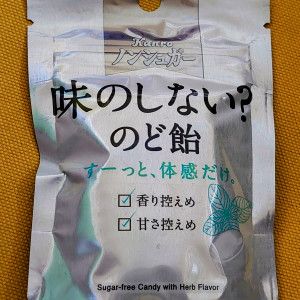 Kanro
ノンシュガー
味のしない?
のど飴
すーっと、体感だけ。
香り控えめ
甘さ控えめ
Sugar-free Candy with Herb Flavor